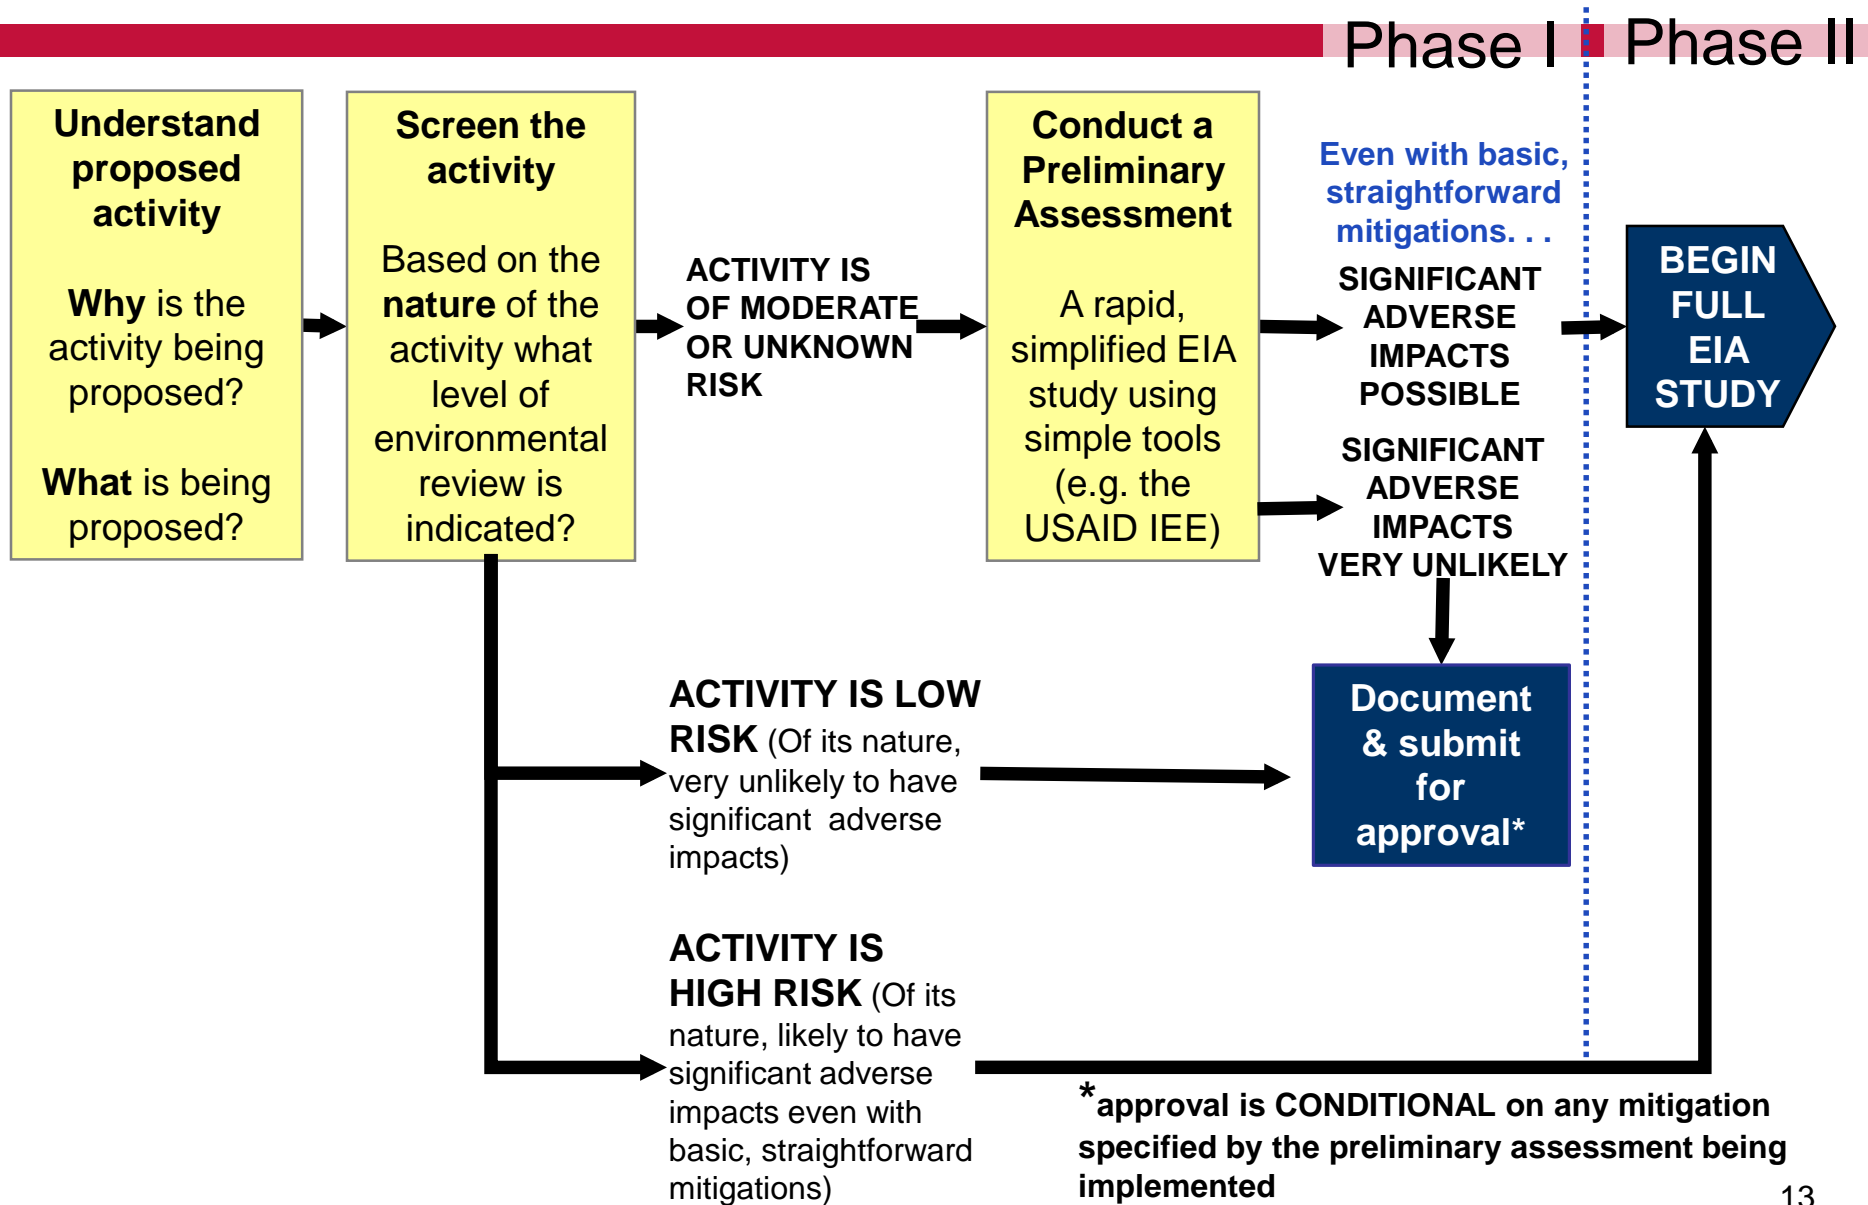 Phase I
Phase II
Understand
proposed
activity
Why is the
activity being
proposed?
What is being
proposed?
Screen the
activity
Based on the
nature of the
activity what
level of
environmental
review is
indicated?
ACTIVITY IS
OF MODERATE
OR UNKNOWN
RISK
Conduct a
Preliminary
Assessment
A rapid,
simplified EIA
study using
simple tools
(e.g. the
USAID IEE)
Even with basic,
straightforward
mitigations. . .
SIGNIFICANT
ADVERSE
IMPACTS
POSSIBLE
SIGNIFICANT
ADVERSE
IMPACTS
VERY UNLIKELY
BEGIN
FULL
EIA
STUDY
ACTIVITY IS LOW
RISK (Of its nature,
very unlikely to have
significant  adverse
impacts)
Document
& submit
for
approval*
ACTIVITY IS
HIGH RISK (Of its
nature, likely to have
significant adverse
impacts even with
basic, straightforward
mitigations)
*approval is CONDITIONAL on any mitigation
specified by the preliminary assessment being
implemented
13